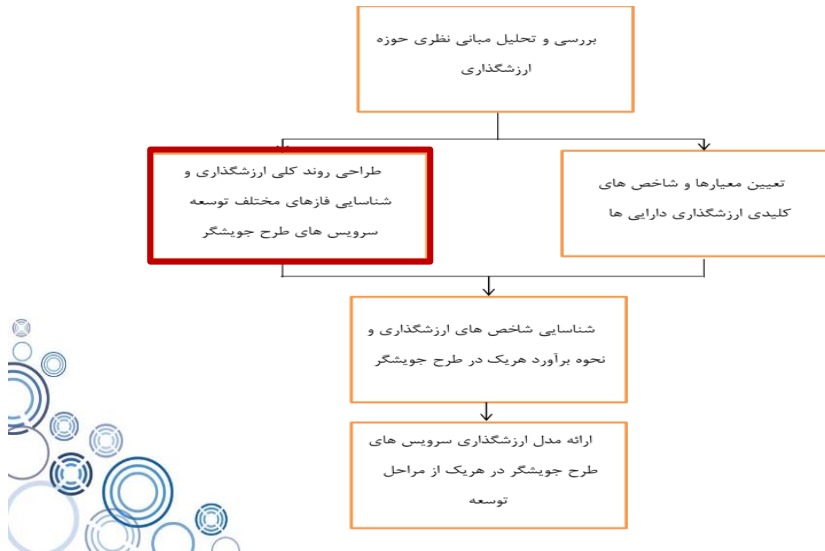 بررسی و تحلیل مبانی نظری حوزه
ارزشگذاری
تعیین معیارها و شاخص های
کلیدی ارزشگذاری دارایی ها
طراحی روند کلی ارزشگذاری و
شناسایی فازهای مختلف توسعه
سرویس های طرح جویشگر
شناسایی شاخص های ارزشگذاری و
نحوه برآورد هریک در طرح جویشگر
ارائه مدل ارزشگذاری سرویس های
طرح جویشگر در هریک از مراحل
توسعه